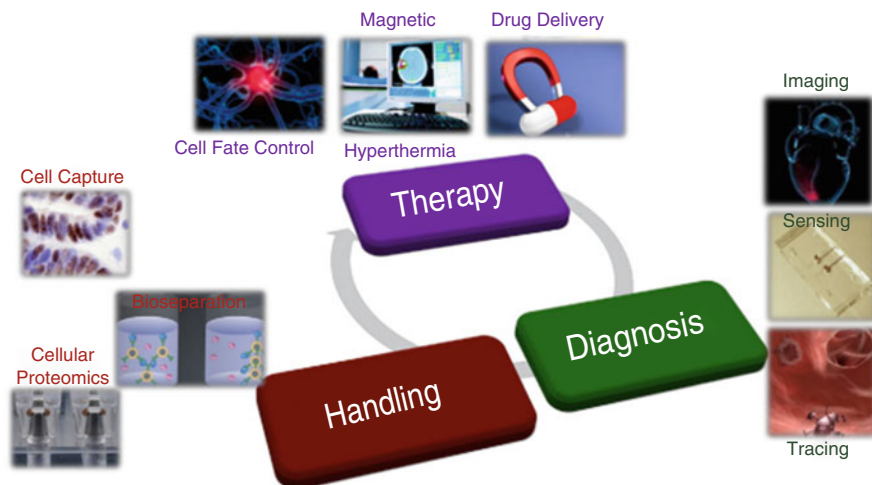 Magnetic
Drug Delivery
Imaging
Cell Fate Control
Hyperthermia
Cell Capture
Therapy
Sensing
Bioseparation
Diagnosis
Cellular
Proteomics
Handling
Tracing